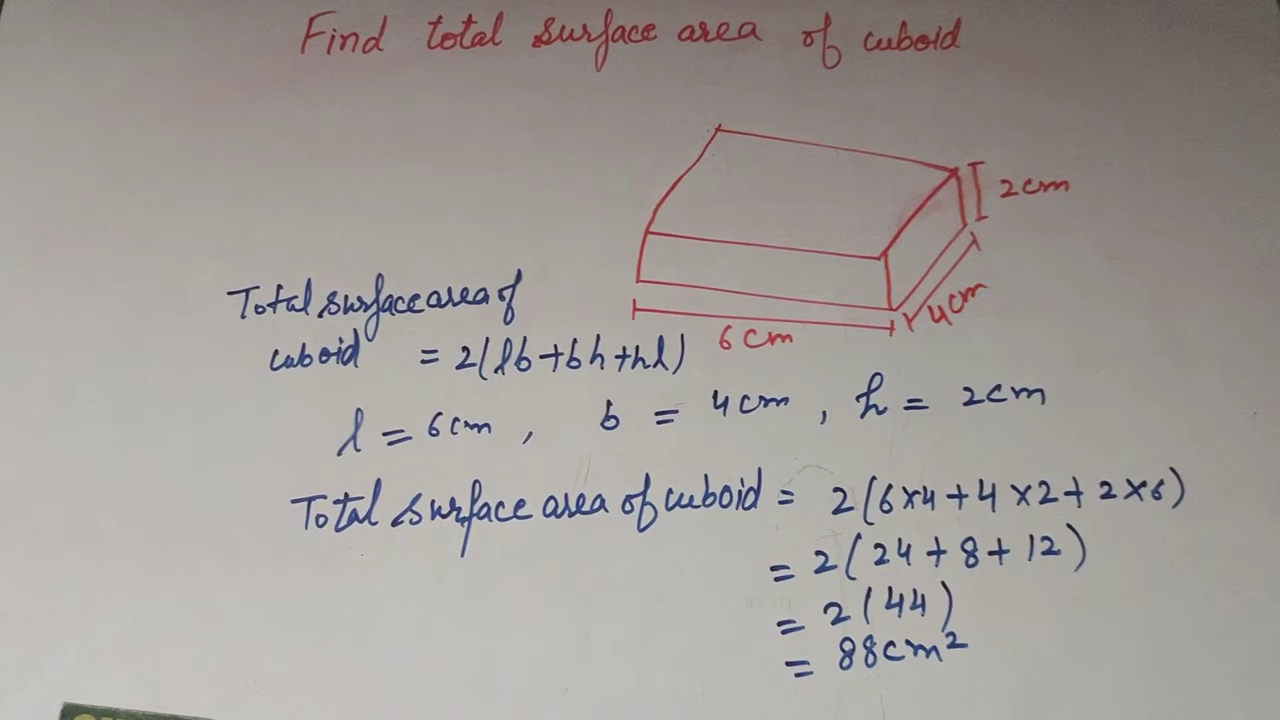 Find total surface area of cuboid
2cm
4cm
6cm
Total surface area of
cuboid = 2(lb+bh+hl)
l = 6cm, b = 4cm, h = 2cm
Total surface area of cuboid = 2(6×4+4×2+2×6)
= 2(24+8+12)
= 2(44)
= 88cm²